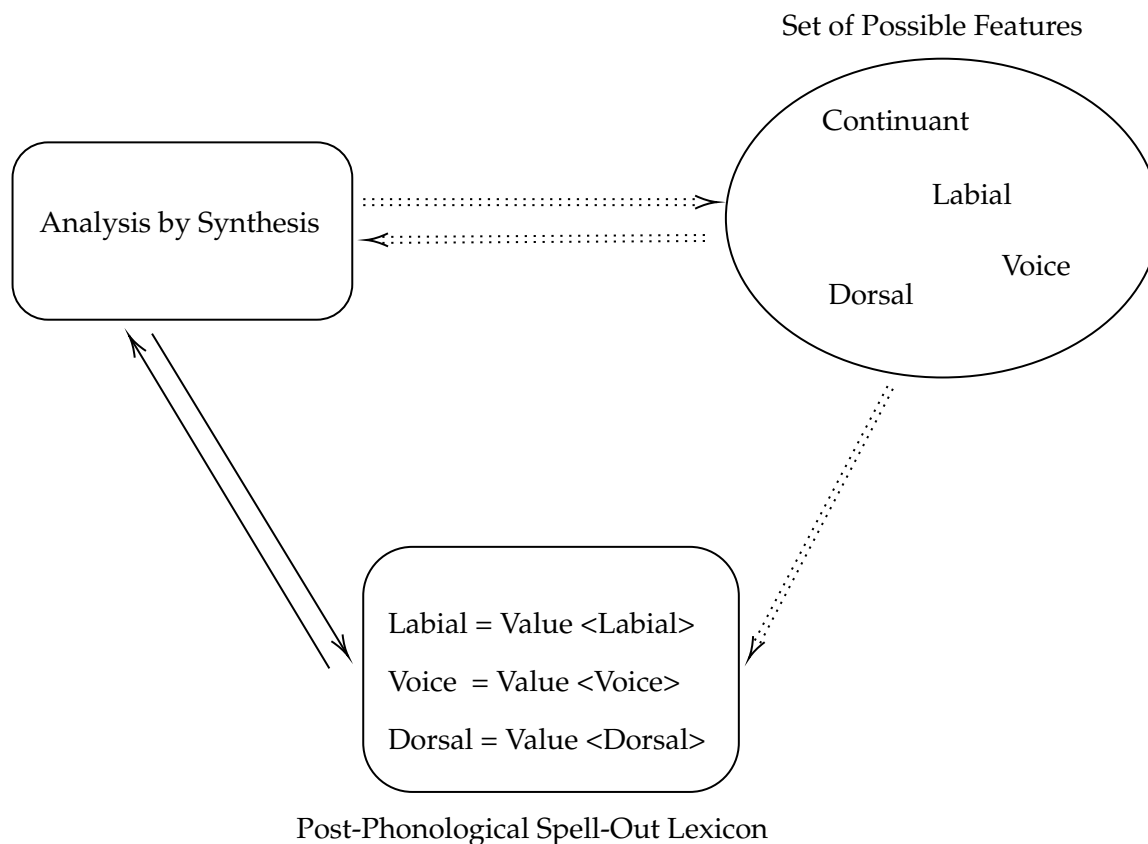 Set of Possible Features
Continuant
Labial
Analysis by Synthesis
Voice
Dorsal
Labial = Value <Labial>
Voice = Value <Voice>
Dorsal = Value <Dorsal>
Post-Phonological Spell-Out Lexicon